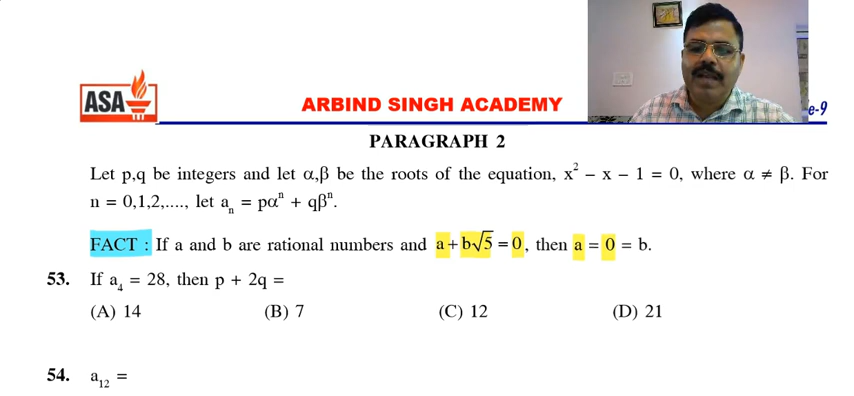 ASA
ARBIND SINGH ACADEMY
e-9
PARAGRAPH 2
Let p,q be integers and let α,β be the roots of the equation, x² − x − 1 = 0, where α ≠ β. For
n = 0,1,2,...., let aₙ = pαⁿ + qβⁿ.
FACT : If a and b are rational numbers and a + b√5 = 0, then a = 0 = b.
53. If a₄ = 28, then p + 2q =
(A) 14 (B) 7 (C) 12 (D) 21
54. a₁₂ =